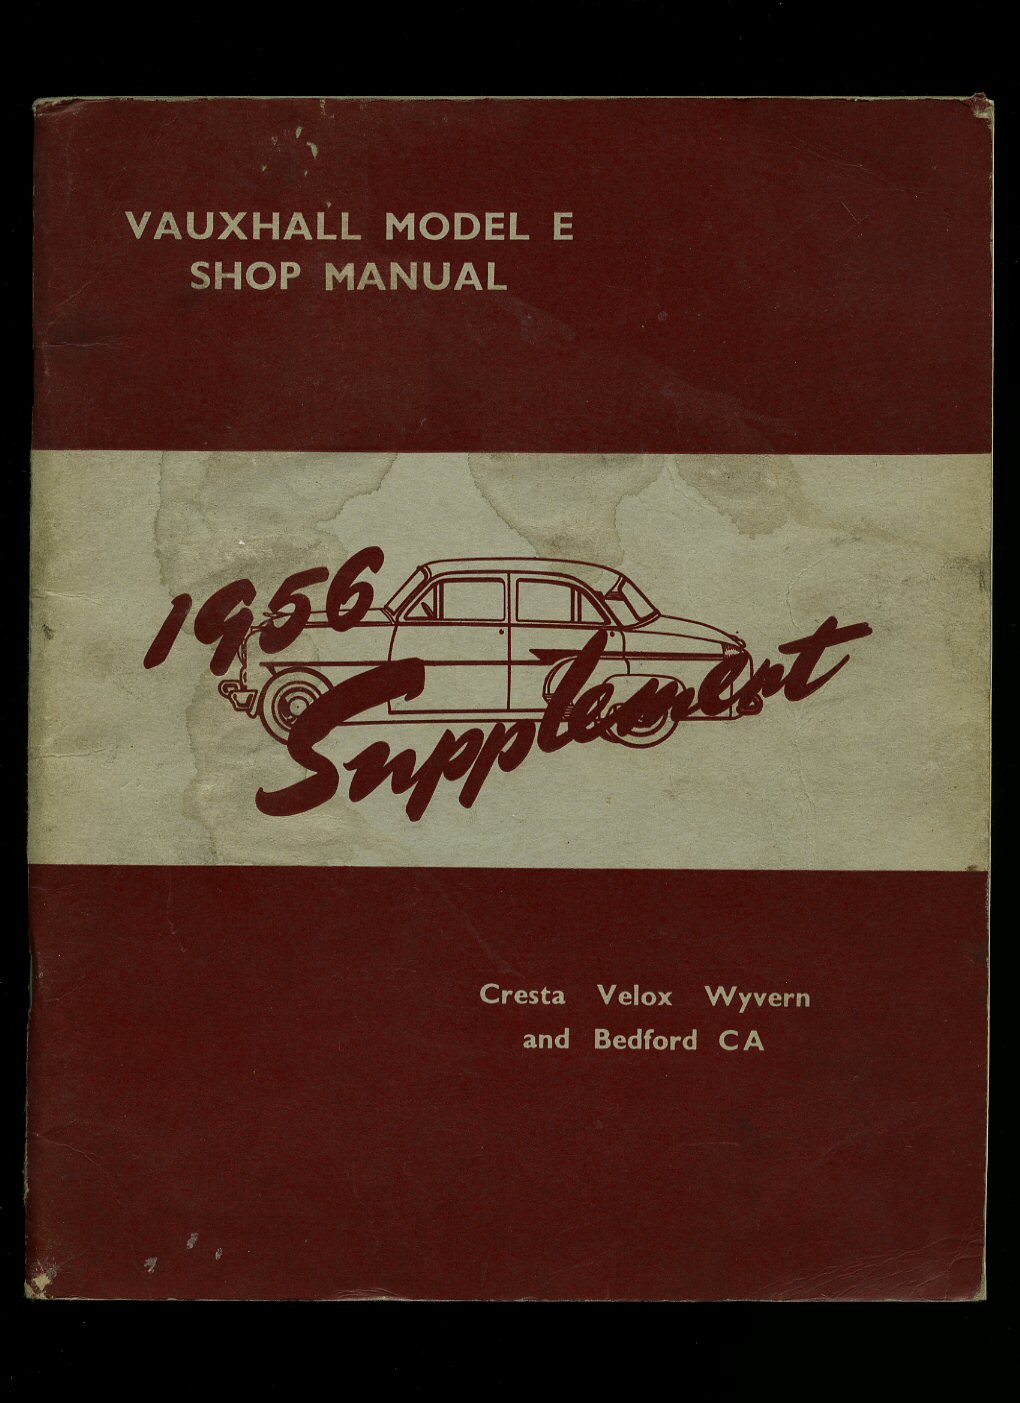 VAUXHALL MODEL E
SHOP MANUAL
1956
Supplement
Cresta Velox Wyvern
and Bedford CA